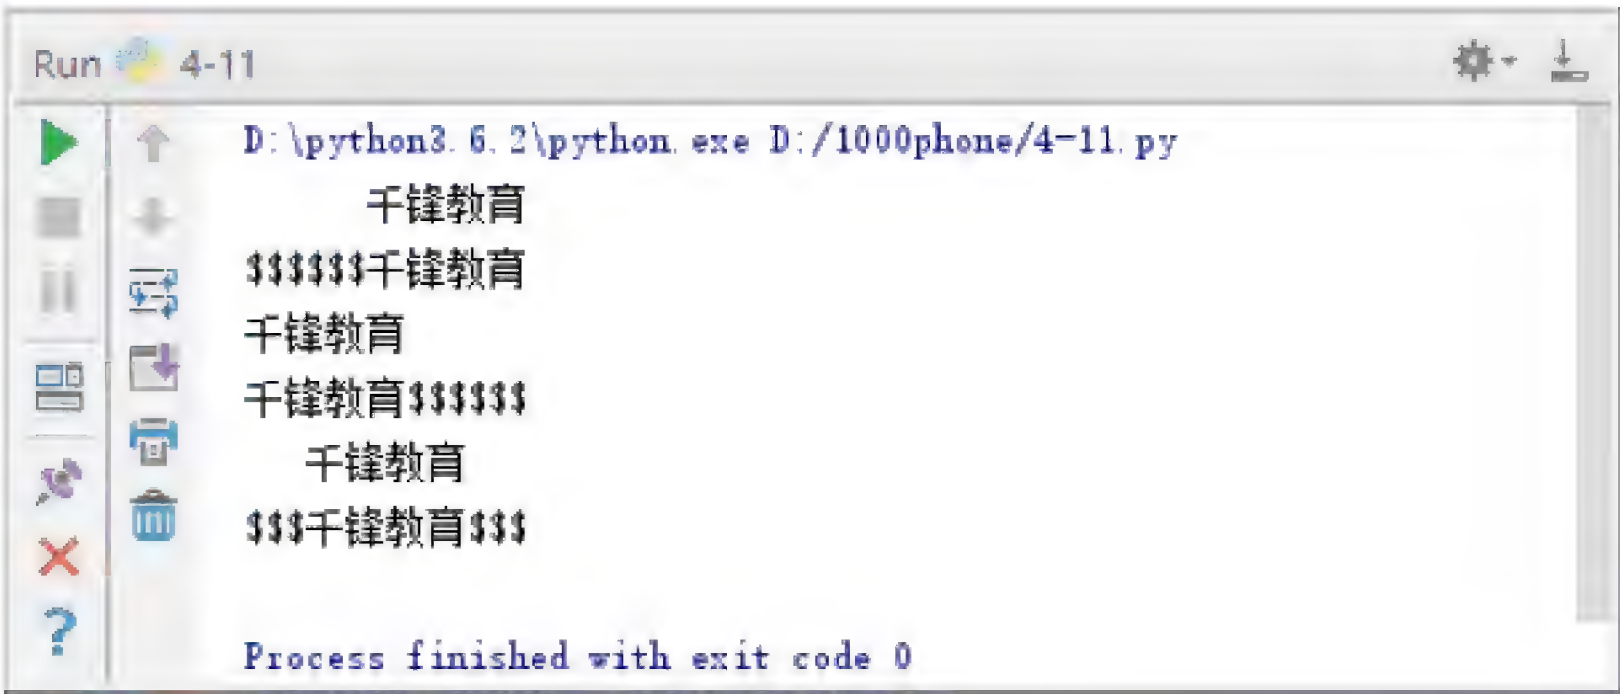 Run 4-11
D:\python3.6.2\python.exe D:/1000phone/4-11.py
      千锋教育
$$$$$$千锋教育
千锋教育
千锋教育$$$$$$
   千锋教育
$$$千锋教育$$$
Process finished with exit code 0